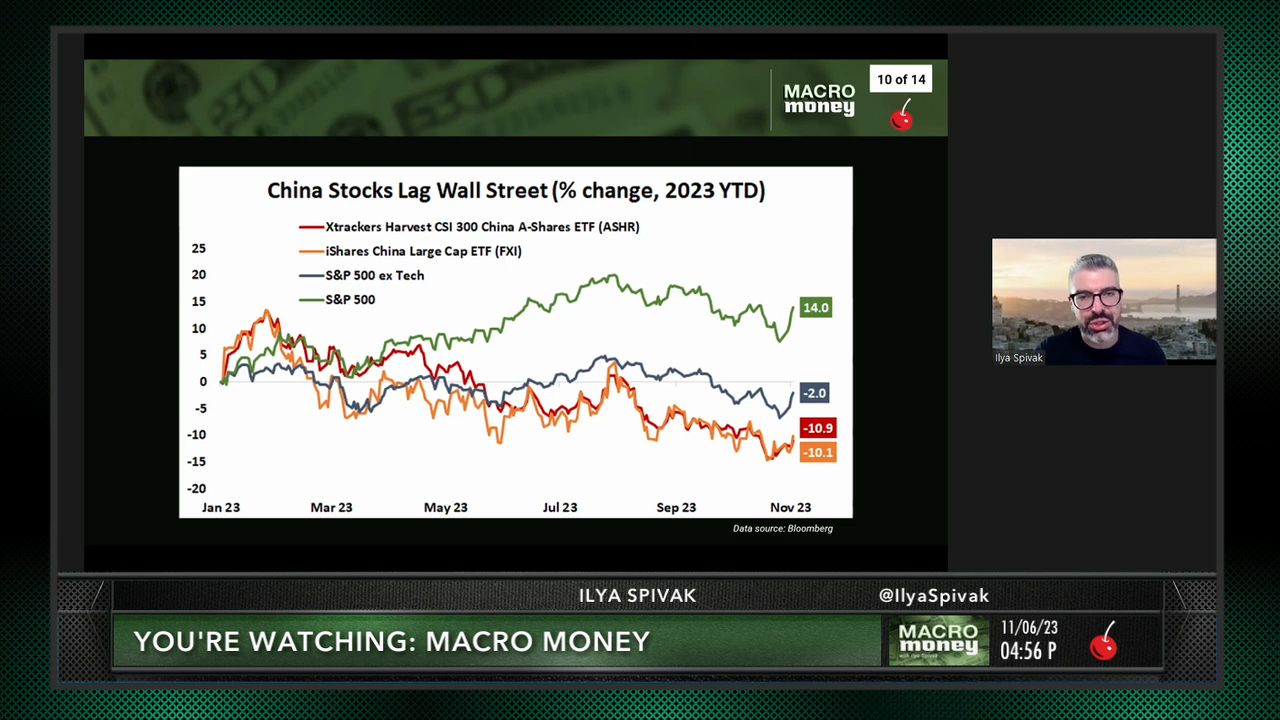 MACRO
money
10 of 14
China Stocks Lag Wall Street (% change, 2023 YTD)
Xtrackers Harvest CSI 300 China A-Shares ETF (ASHR)
iShares China Large Cap ETF (FXI)
S&P 500 ex Tech
S&P 500
25
20
15
10
5
0
-5
-10
-15
-20
14.0
-2.0
-10.9
-10.1
Jan 23
Mar 23
May 23
Jul 23
Sep 23
Nov 23
Data source: Bloomberg
Ilya Spivak
ILYA SPIVAK
@IlyaSpivak
YOU'RE WATCHING: MACRO MONEY
MACRO
money
with Ilya Spivak
11/06/23
04:56 P